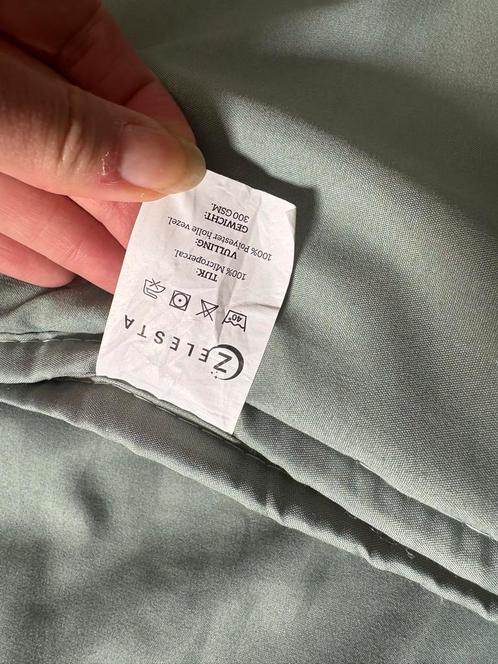 ZELESTA
40°
TIJK:
100% Micropercal.
VULLING:
100% Polyester holle vezel.
GEWICHT:
300 GSM.